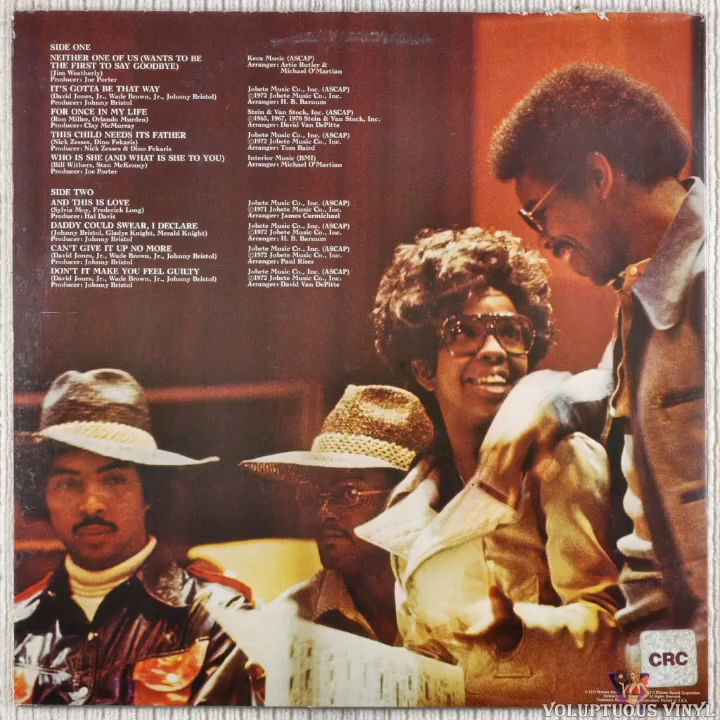 SIDE ONE
NEITHER ONE OF US (WANTS TO BE
THE FIRST TO SAY GOODBYE)
(Jim Weatherly)
Producer: Joe Porter
Keca Music (ASCAP)
Arranger: Artie Butler &
Michael O'Martian
IT'S GOTTA BE THAT WAY
(David Jones, Jr., Wade Brown, Jr., Johnny Bristol)
Producer: Johnny Bristol
Jobete Music Co., Inc. (ASCAP)
©1972 Jobete Music Co., Inc.
Arranger: H. B. Barnum
FOR ONCE IN MY LIFE
(Ron Miller, Orlando Murden)
Producer: Clay McMurray
Stein & Van Stock, Inc. (ASCAP)
©1965, 1967, 1970 Stein & Van Stock, Inc.
Arranger: David Van DePitte
THIS CHILD NEEDS ITS FATHER
(Nick Zesses, Dino Fekaris)
Producer: Nick Zesses & Dino Fekaris
Jobete Music Co., Inc. (ASCAP)
©1972 Jobete Music Co., Inc.
Arranger: Tom Baird
WHO IS SHE (AND WHAT IS SHE TO YOU)
(Bill Withers, Stan McKenny)
Producer: Joe Porter
Interior Music (BMI)
Arranger: Michael O'Martian
SIDE TWO
AND THIS IS LOVE
(Sylvia Moy, Frederick Long)
Producer: Hal Davis
Jobete Music Co., Inc. (ASCAP)
©1971 Jobete Music Co., Inc.
Arranger: James Carmichael
DADDY COULD SWEAR, I DECLARE
(Johnny Bristol, Gladys Knight, Merald Knight)
Producer: Johnny Bristol
Jobete Music Co., Inc. (ASCAP)
©1972 Jobete Music Co., Inc.
Arranger: H. B. Barnum
CAN'T GIVE IT UP NO MORE
(David Jones, Jr., Wade Brown, Jr., Johnny Bristol)
Producer: Johnny Bristol
Jobete Music Co., Inc. (ASCAP)
©1972 Jobete Music Co., Inc.
Arranger: Paul Riser
DON'T IT MAKE YOU FEEL GUILTY
(David Jones, Jr., Wade Brown, Jr., Johnny Bristol)
Producer: Johnny Bristol
Jobete Music Co., Inc. (ASCAP)
©1972 Jobete Music Co., Inc.
Arranger: David Van DePitte
CRC
VOLUPTUOUS VINYL